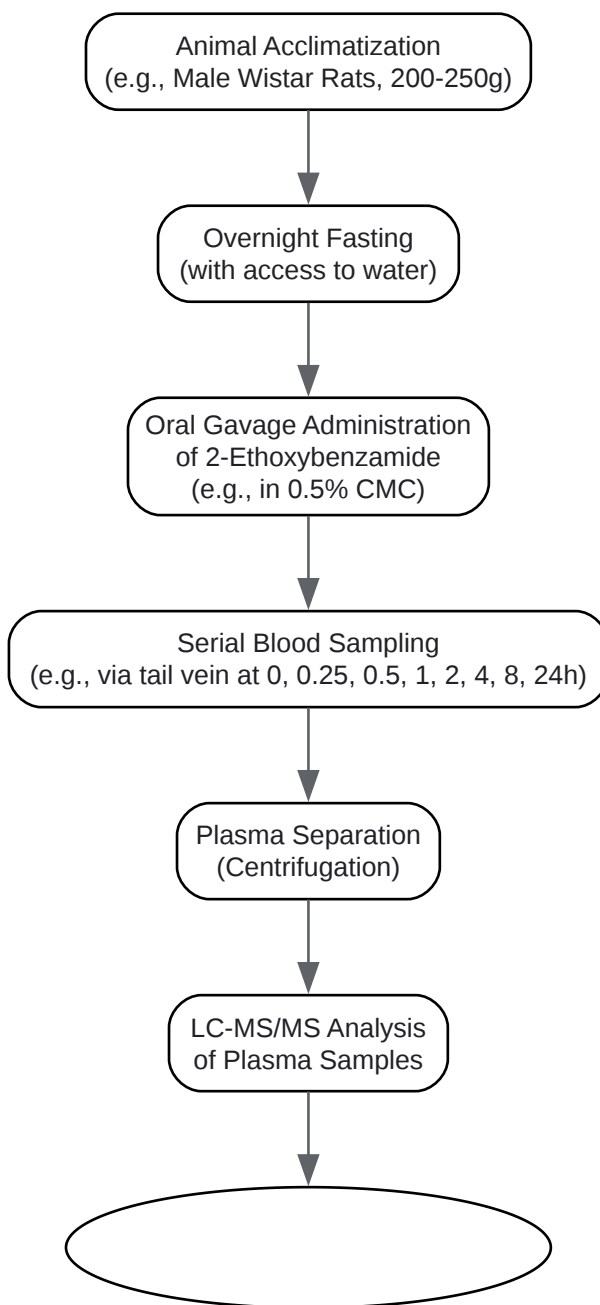 Animal Acclimatization
(e.g., Male Wistar Rats, 200-250g)
Overnight Fasting
(with access to water)
Oral Gavage Administration
of 2-Ethoxybenzamide
(e.g., in 0.5% CMC)
Serial Blood Sampling
(e.g., via tail vein at 0, 0.25, 0.5, 1, 2, 4, 8, 24h)
Plasma Separation
(Centrifugation)
LC-MS/MS Analysis
of Plasma Samples